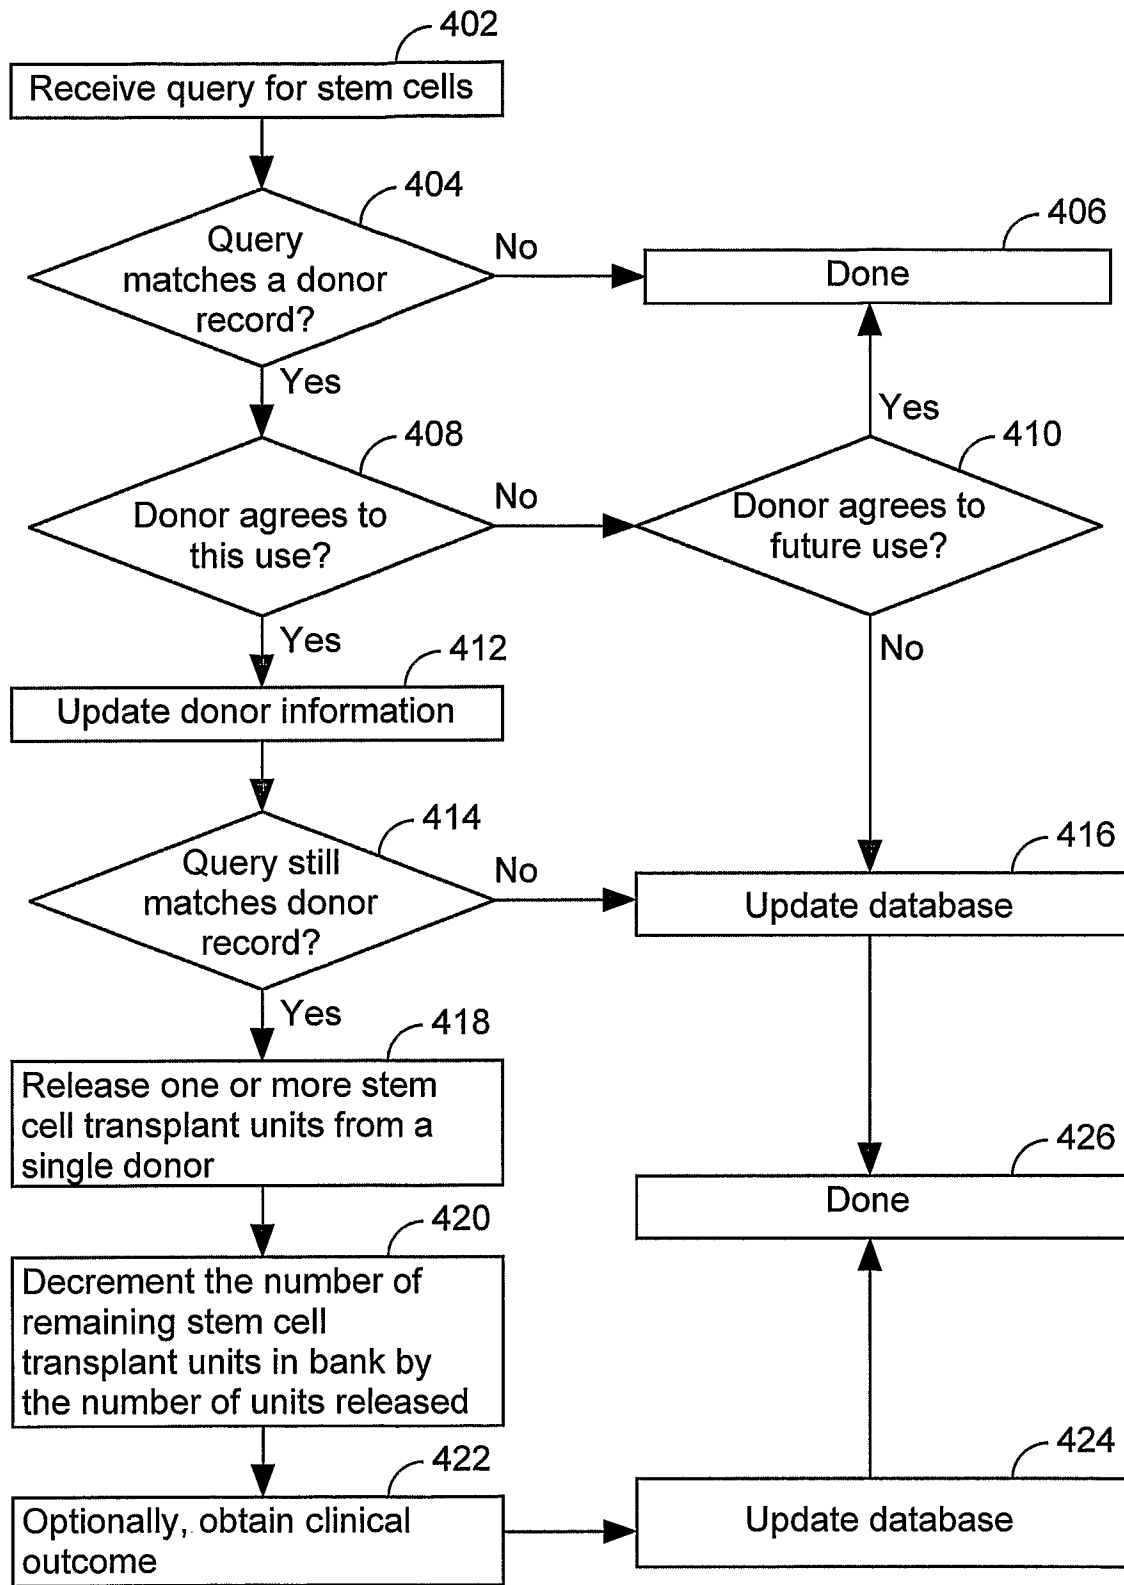 402
Receive query for stem cells
404
Query
matches a donor
record?
No
406
Done
Yes
408
Donor agrees to
this use?
No
Yes
410
Donor agrees to
future use?
Yes
412
Update donor information
No
414
Query still
matches donor
record?
No
416
Update database
Yes
418
Release one or more stem
cell transplant units from a
single donor
426
Done
420
Decrement the number of
remaining stem cell
transplant units in bank by
the number of units released
422
Optionally, obtain clinical
outcome
424
Update database